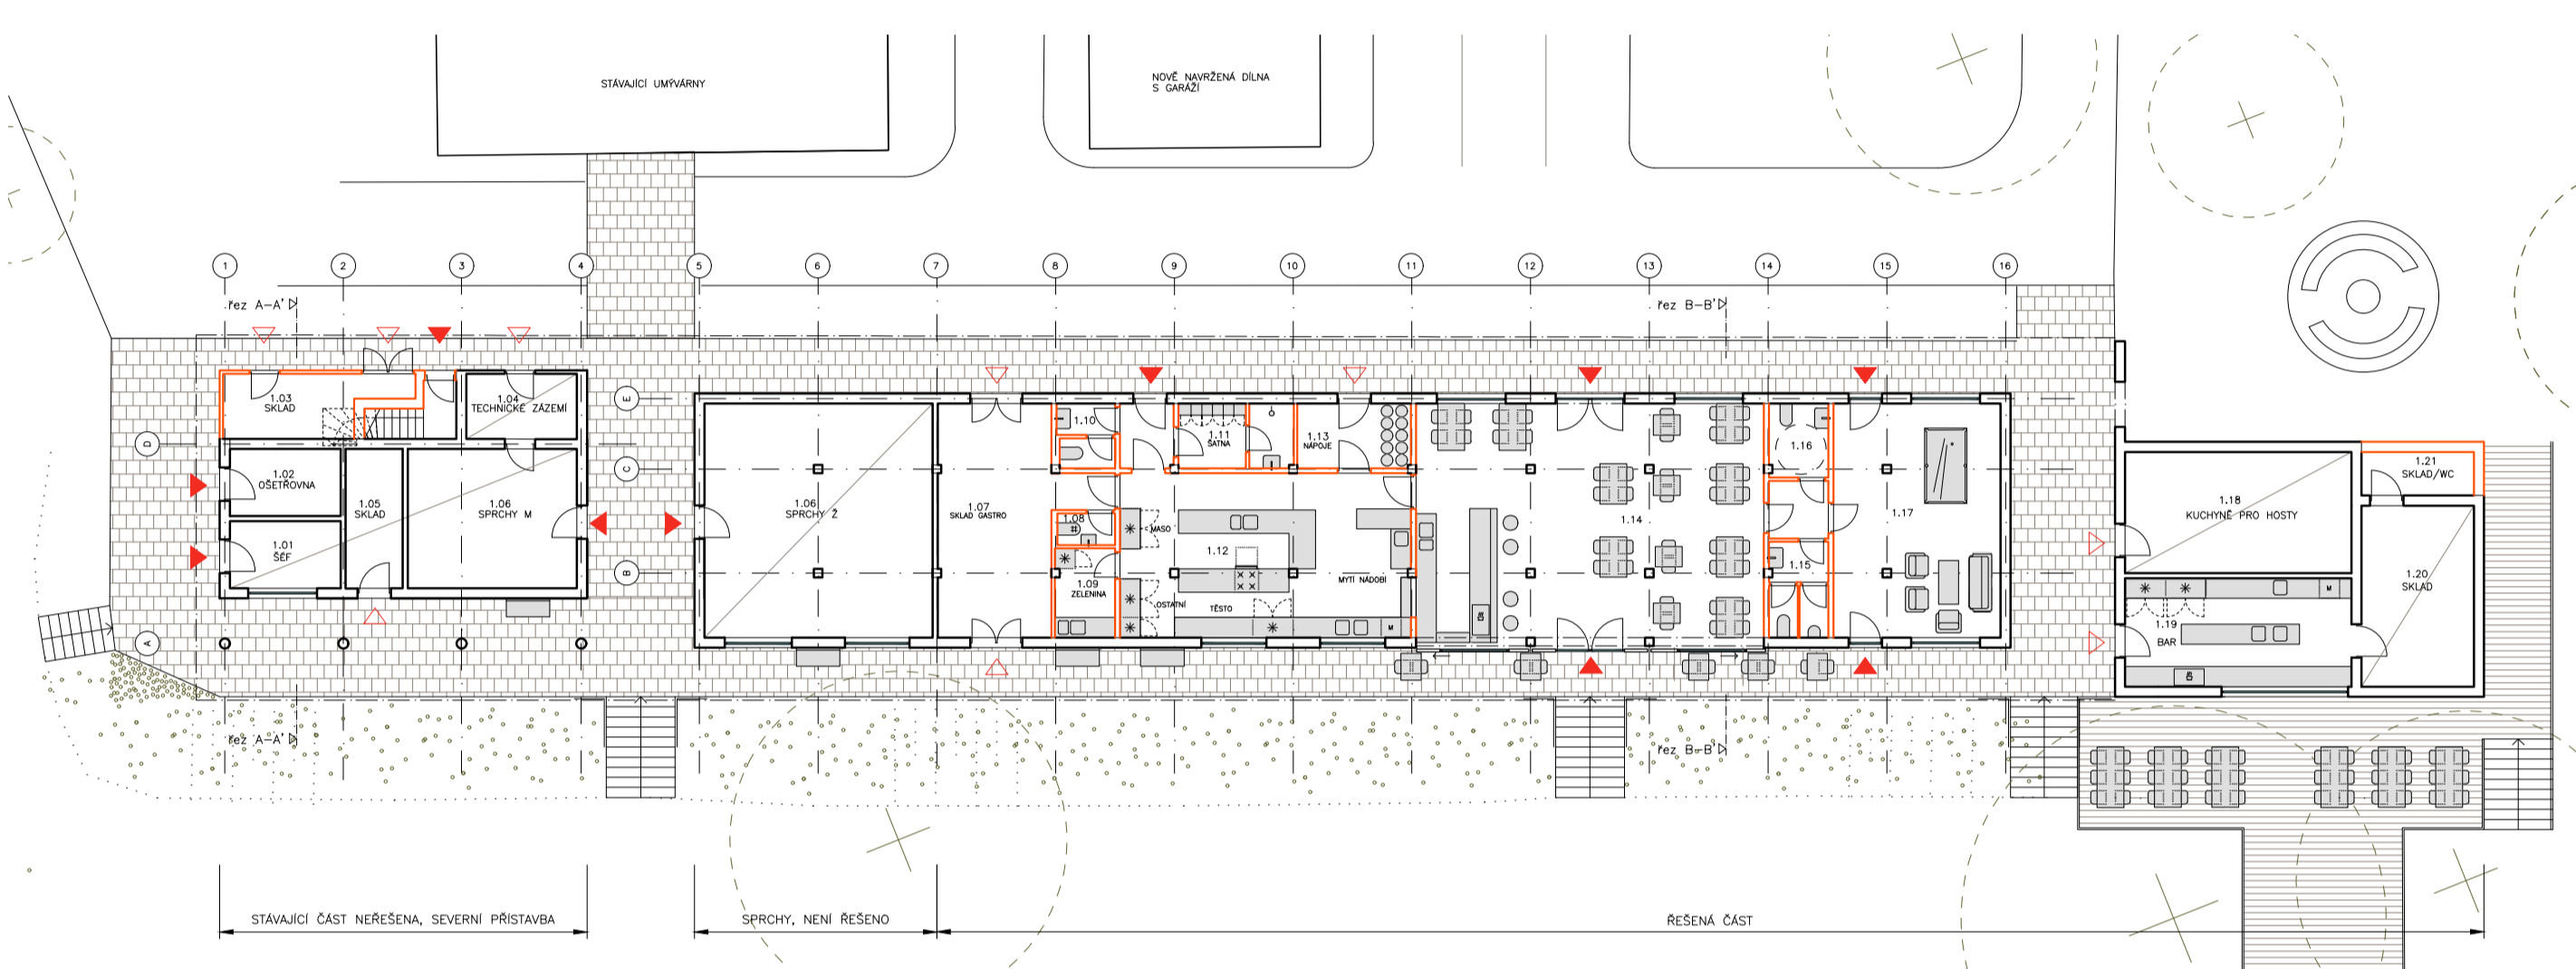 STÁVAJÍCÍ UMÝVÁRNY
NOVĚ NAVRŽENÁ DÍLNA
S GARÁŽÍ
1
2
3
4
5
6
7
8
9
10
11
12
13
14
15
16
řez A-A'
řez B-B'
E
D
C
B
A
1.03
SKLAD
1.04
TECHNICKÉ ZÁZEMÍ
1.02
OŠETŘOVNA
1.05
SKLAD
1.06
SPRCHY M
1.01
ŠÉF
1.06
SPRCHY Ž
1.07
SKLAD GASTRO
1.10
1.11
ŠATNA
1.13
NÁPOJE
1.08
MASO
1.12
1.09
ZELENINA
OSTATNÍ
TĚSTO
MYTÍ NÁDOBÍ
M
1.14
1.16
1.15
1.17
1.18
KUCHYNĚ PRO HOSTY
1.21
SKLAD/WC
1.20
SKLAD
M
1.19
BAR
řez A-A'
řez B-B'
STÁVAJÍCÍ ČÁST NEŘEŠENA, SEVERNÍ PŘÍSTAVBA
SPRCHY, NENÍ ŘEŠENO
ŘEŠENÁ ČÁST